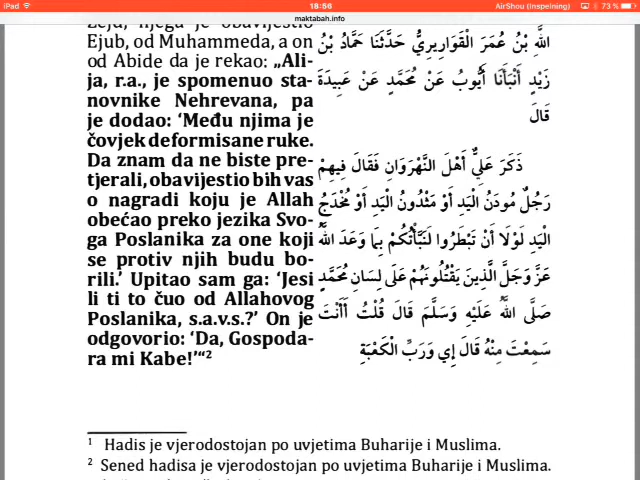 iPad 18:56 AirShou (Inspelning) 73 %
maktabah.info
Zejd, njega je obavijestio
Ejub, od Muhammeda, a on
od Abide da je rekao: „Ali-
ja, r.a., je spomenuo sta-
novnike Nehrevana, pa
je dodao: ‘Među njima je
čovjek deformisane ruke.
Da znam da ne biste pre-
tjerali, obavijestio bih vas
o nagradi koju je Allah
obećao preko jezika Svo-
ga Poslanika za one koji
se protiv njih budu bo-
rili.’ Upitao sam ga: ‘Jesi
li ti to čuo od Allahovog
Poslanika, s.a.v.s.?’ On je
odgovorio: ‘Da, Gospoda-
ra mi Kabe!’“2
اللَّهِ بْنُ عُمَرَ الْقَوَارِيرِيُّ حَدَّثَنَا حَمَّادُ بْنُ
زَيْدٍ أَنْبَأَنَا أَيُّوبُ عَنْ مُحَمَّدٍ عَنْ عَبِيدَةَ
قَالَ
ذَكَرَ عَلِيٌّ أَهْلَ النَّهْرَوَانِ فَقَالَ فِيهِمْ
رَجُلٌ مُودَنُ الْيَدِ أَوْ مَثْدُونُ الْيَدِ أَوْ مُخْدَجُ
الْيَدِ لَوْلَا أَنْ تَبْطَرُوا لَنَبَّأْتُكُمْ بِمَا وَعَدَ اللَّهُ
عَزَّ وَجَلَّ الَّذِينَ يَقْتُلُونَهُمْ عَلَى لِسَانِ مُحَمَّدٍ
صَلَّى اللَّهُ عَلَيْهِ وَسَلَّمَ قَالَ قُلْتُ أَأَنْتَ
سَمِعْتَ مِنْهُ قَالَ إِي وَرَبِّ الْكَعْبَةِ
1 Hadis je vjerodostojan po uvjetima Buharije i Muslima.
2 Sened hadisa je vjerodostojan po uvjetima Buharije i Muslima.